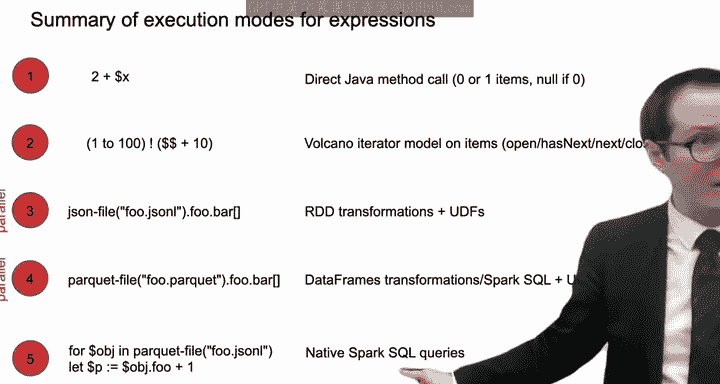 Summary of execution modes for expressions
1
2 + $x
Direct Java method call (0 or 1 items, null if 0)
2
(1 to 100) ! ($$ + 10)
Volcano iterator model on items (open/hasNext/next/clo
3
json-file("foo.jsonl").foo.bar[]
RDD transformations + UDFs
4
parquet-file("foo.parquet").foo.bar[]
DataFrames transformations/Spark SQL + U
5
for $obj in parquet-file("foo.jsonl")
let $p := $obj.foo + 1
Native Spark SQL queries